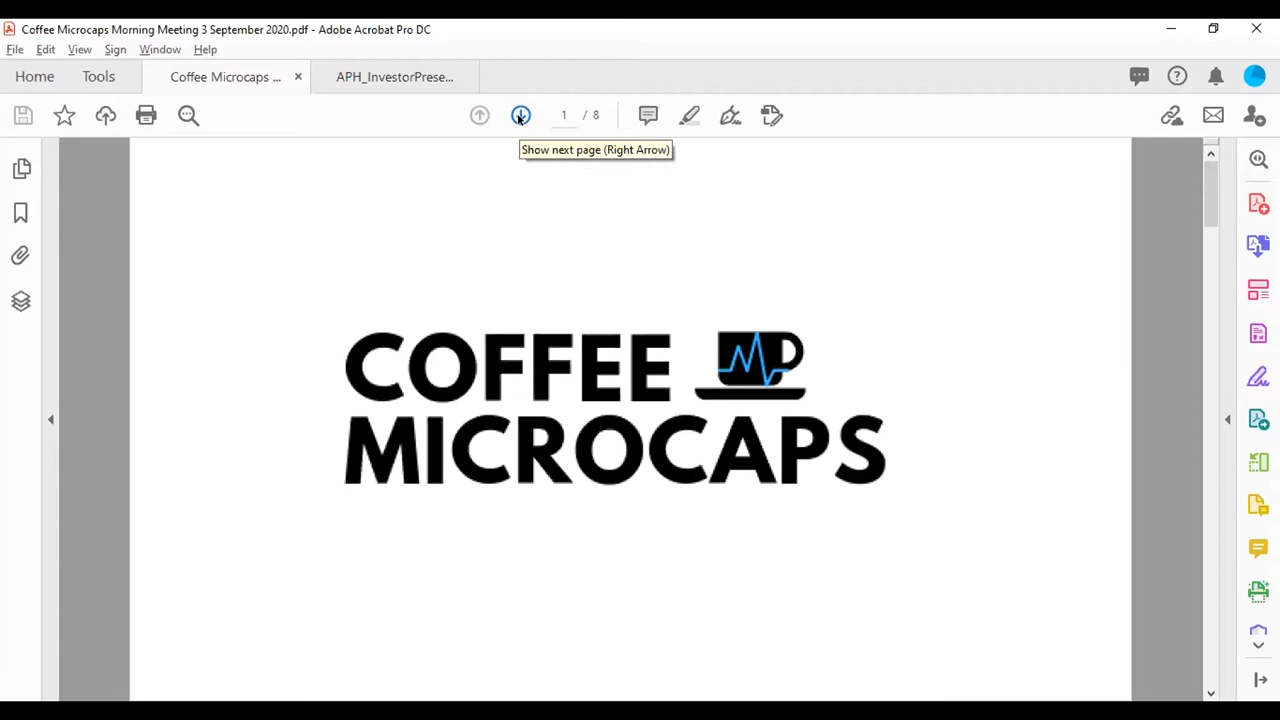 Coffee Microcaps Morning Meeting 3 September 2020.pdf - Adobe Acrobat Pro DC
File Edit View Sign Window Help
Home Tools Coffee Microcaps ... × APH_InvestorPrese...
1 / 8
Show next page (Right Arrow)
COFFEE
MICROCAPS